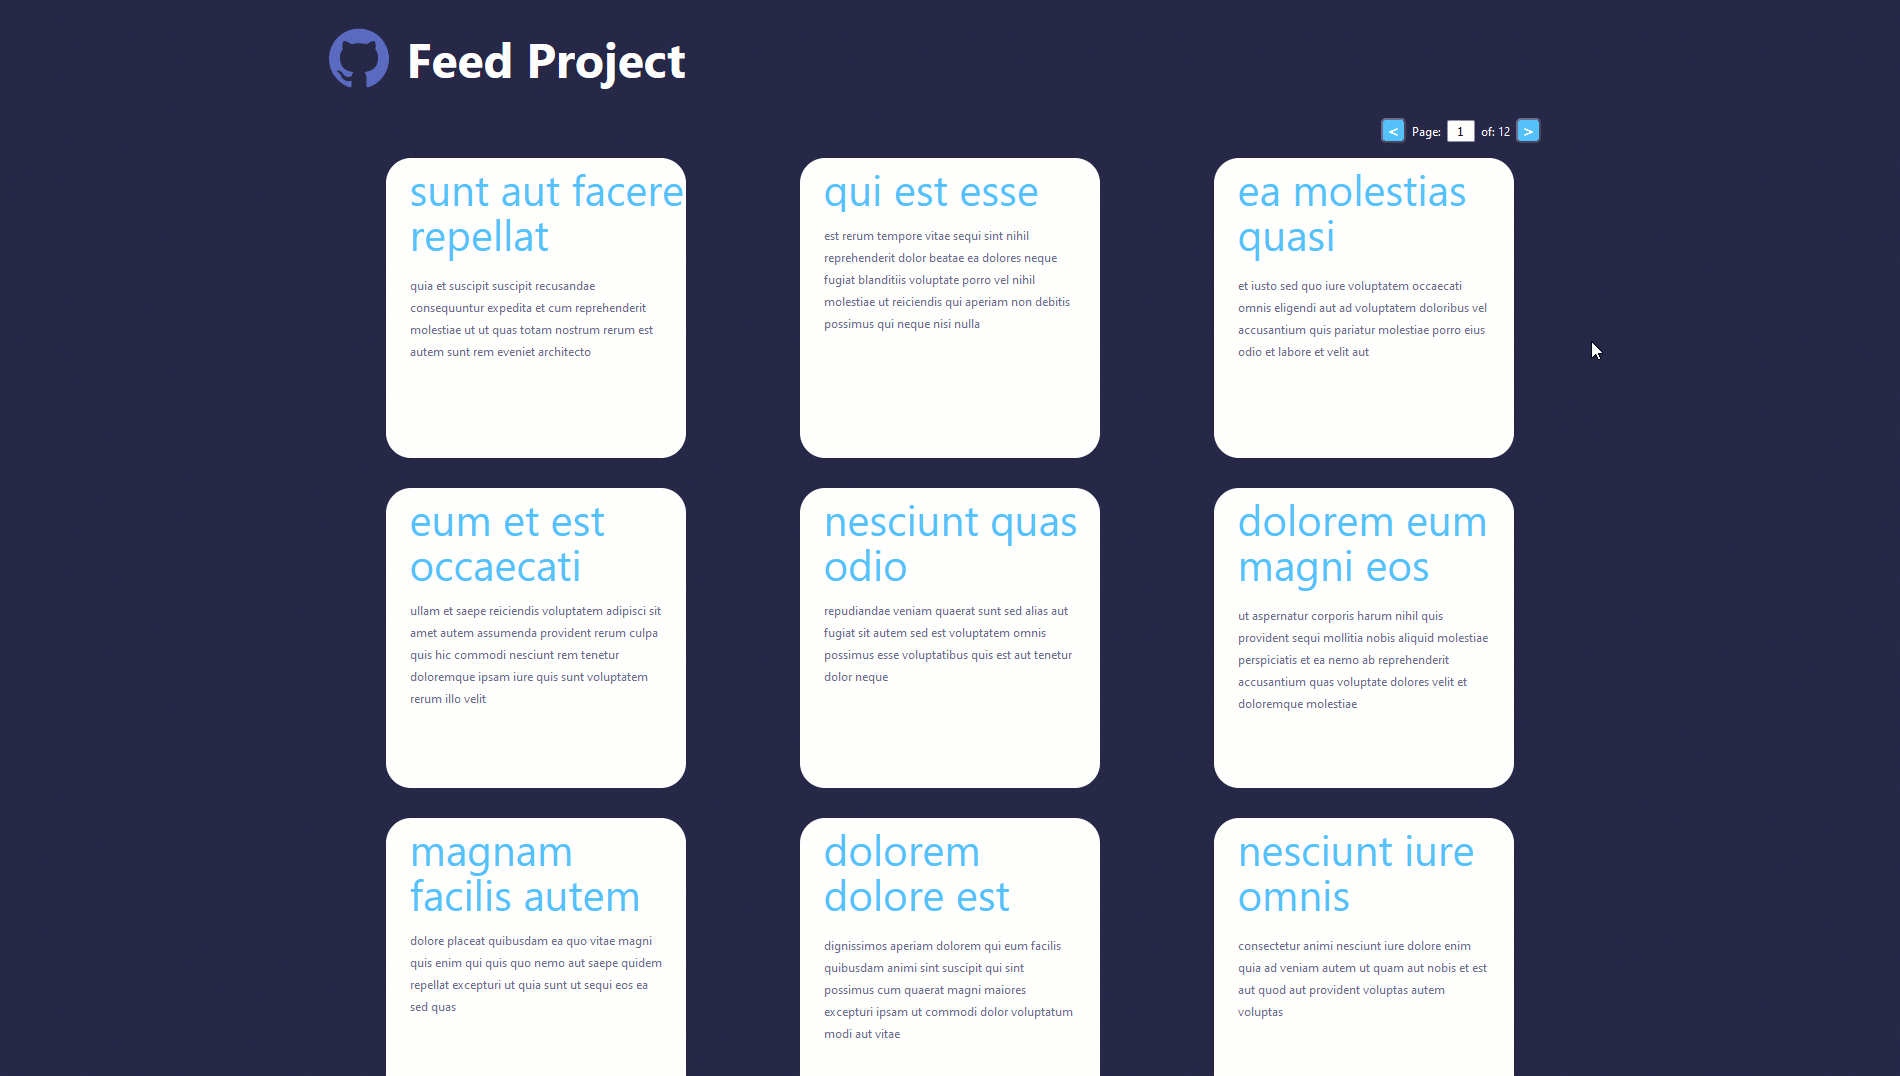 Feed Project
< Page: 1 of: 12 >
sunt aut facere
repellat
quia et suscipit suscipit recusandae
consequuntur expedita et cum reprehenderit
molestiae ut ut quas totam nostrum rerum est
autem sunt rem eveniet architecto
qui est esse
est rerum tempore vitae sequi sint nihil
reprehenderit dolor beatae ea dolores neque
fugiat blanditiis voluptate porro vel nihil
molestiae ut reiciendis qui aperiam non debitis
possimus qui neque nisi nulla
ea molestias
quasi
et iusto sed quo iure voluptatem occaecati
omnis eligendi aut ad voluptatem doloribus vel
accusantium quis pariatur molestiae porro eius
odio et labore et velit aut
eum et est
occaecati
ullam et saepe reiciendis voluptatem adipisci sit
amet autem assumenda provident rerum culpa
quis hic commodi nesciunt rem tenetur
doloremque ipsam iure quis sunt voluptatem
rerum illo velit
nesciunt quas
odio
repudiandae veniam quaerat sunt sed alias aut
fugiat sit autem sed est voluptatem omnis
possimus esse voluptatibus quis est aut tenetur
dolor neque
dolorem eum
magni eos
ut aspernatur corporis harum nihil quis
provident sequi mollitia nobis aliquid molestiae
perspiciatis et ea nemo ab reprehenderit
accusantium quas voluptate dolores velit et
doloremque molestiae
magnam
facilis autem
dolore placeat quibusdam ea quo vitae magni
quis enim qui quis quo nemo aut saepe quidem
repellat excepturi ut quia sunt ut sequi eos ea
sed quas
dolorem
dolore est
dignissimos aperiam dolorem qui eum facilis
quibusdam animi sint suscipit qui sint
possimus cum quaerat magni maiores
excepturi ipsam ut commodi dolor voluptatum
modi aut vitae
nesciunt iure
omnis
consectetur animi nesciunt iure dolore enim
quia ad veniam autem ut quam aut nobis et est
aut quod aut provident voluptas autem
voluptas